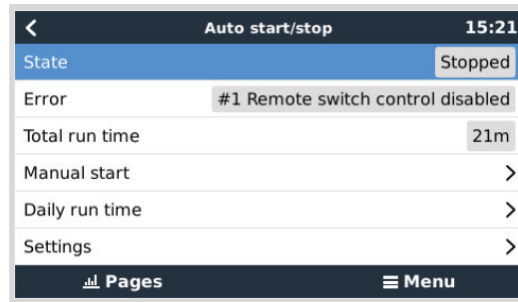 Auto start/stop 15:21
State Stopped
Error #1 Remote switch control disabled
Total run time 21m
Manual start
Daily run time
Settings
Pages Menu